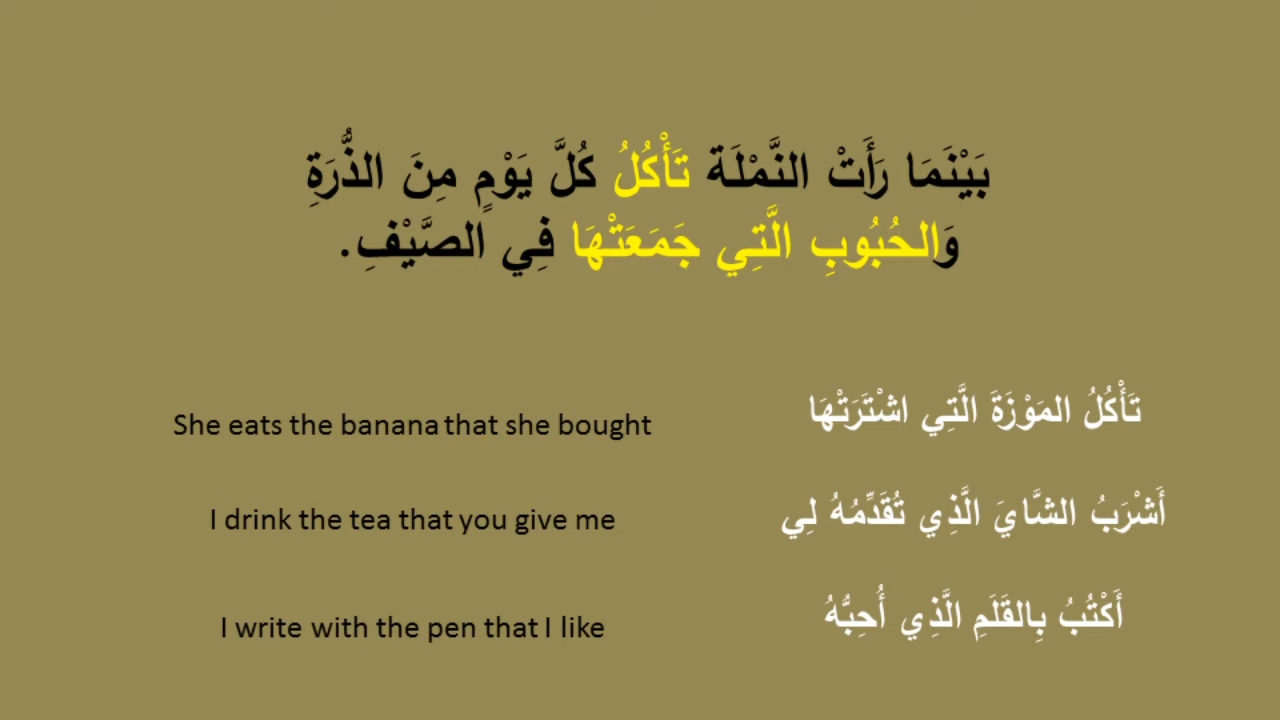 بَيْنَمَا رَأَتْ النَّمْلَة تَأْكُلُ كُلَّ يَوْمٍ مِنَ الذُّرَةِ
وَالحُبُوبِ الَّتِي جَمَعَتْهَا فِي الصَّيْفِ.
تَأْكُلُ المَوْزَةَ الَّتِي اشْتَرَتْهَا
She eats the banana that she bought
أَشْرَبُ الشَّايَ الَّذِي تُقَدِّمُهُ لِي
I drink the tea that you give me
أَكْتُبُ بِالقَلَمِ الَّذِي أُحِبُّهُ
I write with the pen that I like